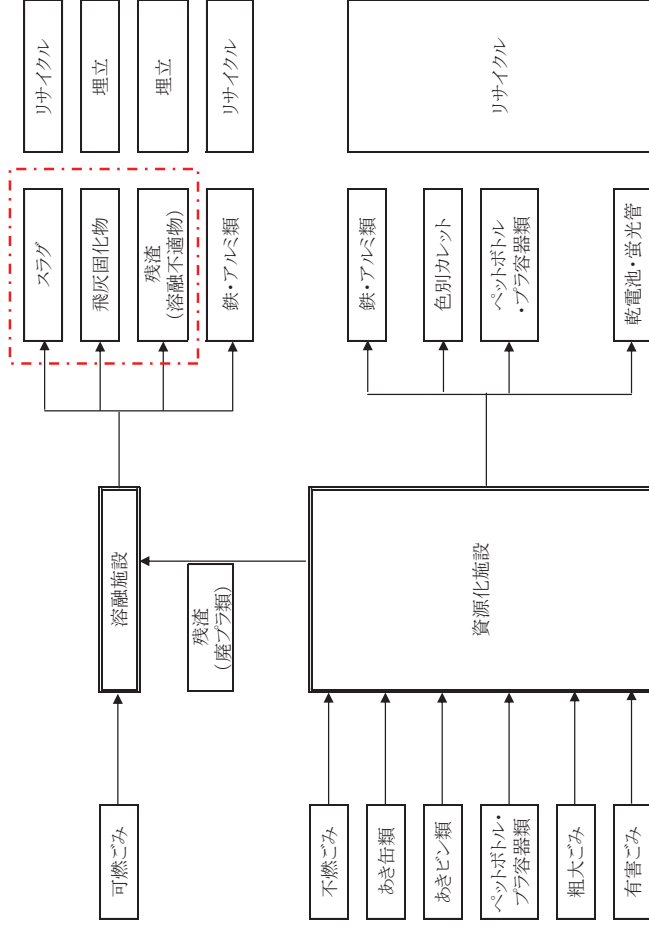 可燃ごみ
溶融施設
スラグ
リサイクル
飛灰固化物
埋立
残渣
(溶融不適物)
埋立
鉄・アルミ類
リサイクル
残渣
(廃プラ類)
不燃ごみ
あき缶類
あきビン類
ペットボトル・
プラ容器類
粗大ごみ
有害ごみ
資源化施設
鉄・アルミ類
色別カレット
ペットボトル
・プラ容器類
乾電池・蛍光管
リサイクル